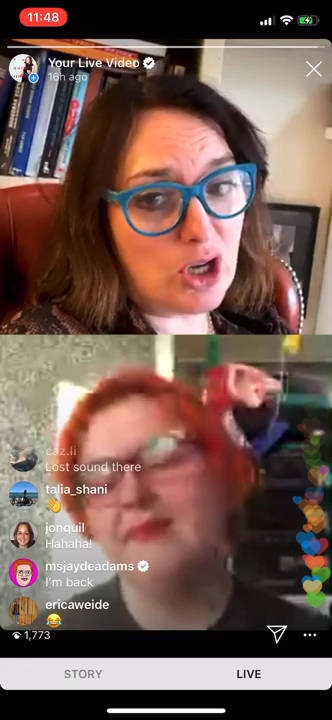 11:48
Your Live Video
16h ago
caz.li
Lost sound there
talia_shani
👋
jonquil
Hahaha!
msjaydeadams
I'm back
ericaweide
😂
1,773
STORY
LIVE